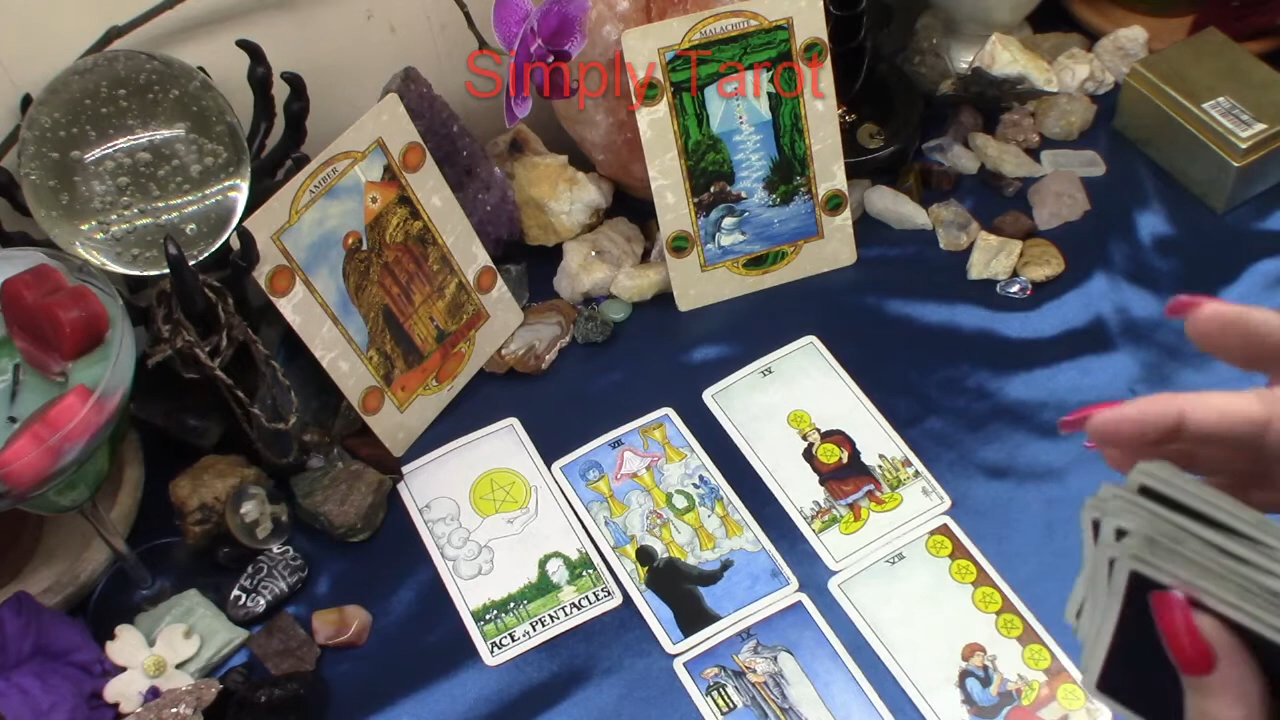 Simply Tarot
MALACHITE
AMBER
IV
VII
VIII
IX
ACE of PENTACLES
JESUS
SAVES